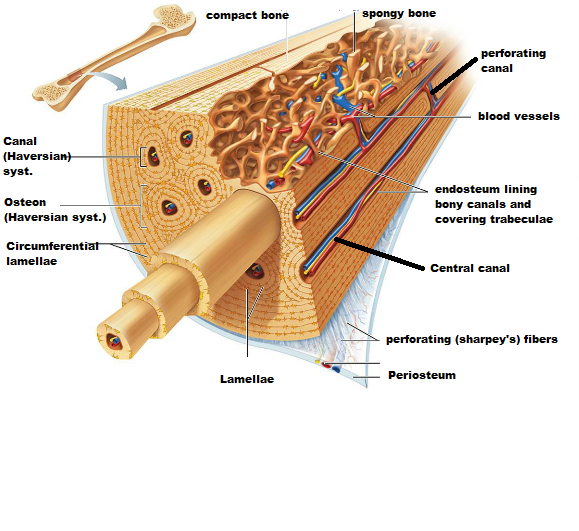 compact bone
spongy bone
perforating
canal
blood vessels
Canal
(Haversian)
syst.
Osteon
(Haversian syst.)
endosteum lining
bony canals and
covering trabeculae
Circumferential
lamellae
Central canal
perforating (sharpey's) fibers
Lamellae
Periosteum